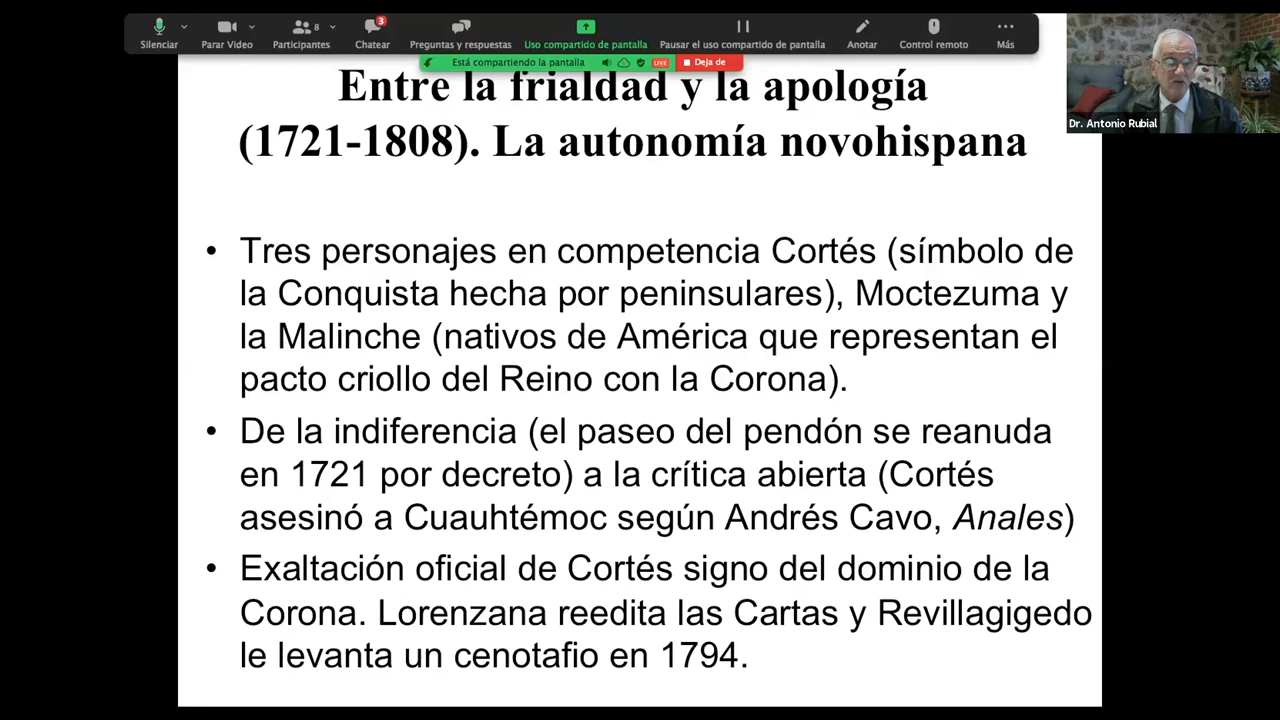 Silenciar
Parar Video
8
Participantes
3
Chatear
Preguntas y respuestas
Uso compartido de pantalla
Pausar el uso compartido de pantalla
Anotar
Control remoto
Más
Está compartiendo la pantalla
LIVE
Deja de
Dr. Antonio Rubial
Entre la frialdad y la apología
(1721-1808). La autonomía novohispana
• Tres personajes en competencia Cortés (símbolo de
la Conquista hecha por peninsulares), Moctezuma y
la Malinche (nativos de América que representan el
pacto criollo del Reino con la Corona).
• De la indiferencia (el paseo del pendón se reanuda
en 1721 por decreto) a la crítica abierta (Cortés
asesinó a Cuauhtémoc según Andrés Cavo, Anales)
• Exaltación oficial de Cortés signo del dominio de la
Corona. Lorenzana reedita las Cartas y Revillagigedo
le levanta un cenotafio en 1794.